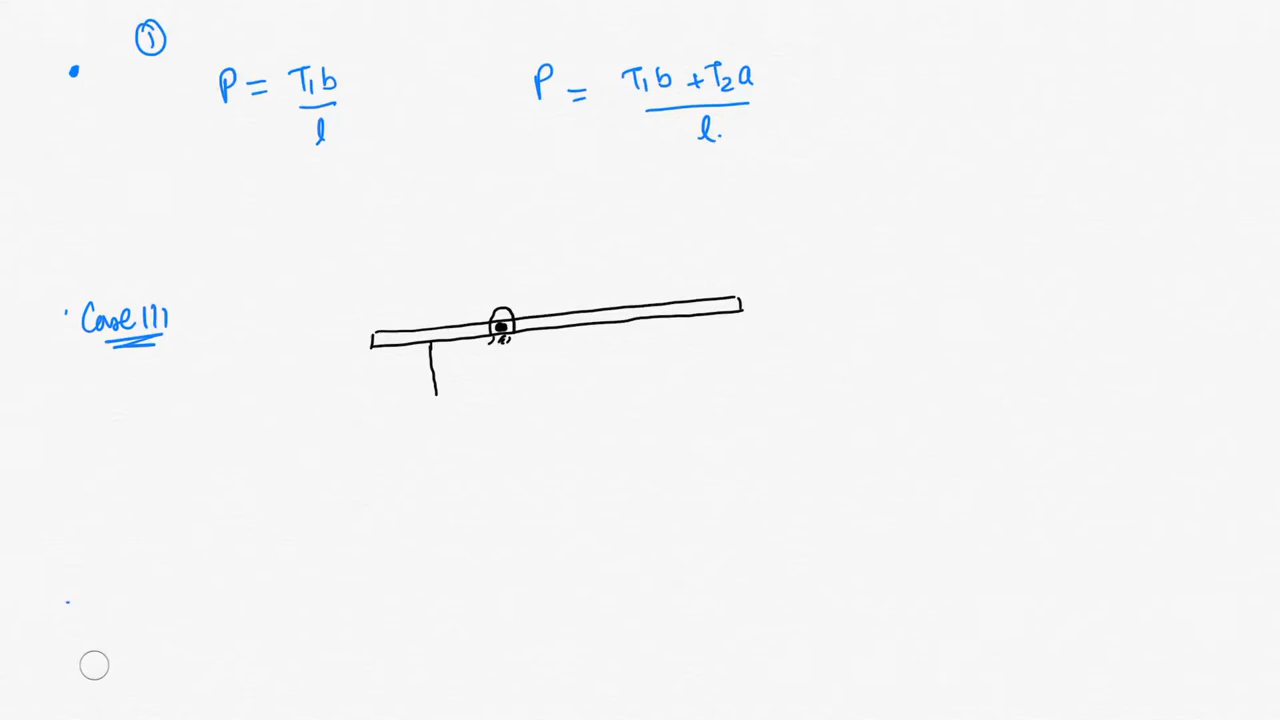 ①
P = T₁b / l
P = T₁b + T₂a / l.
Case III